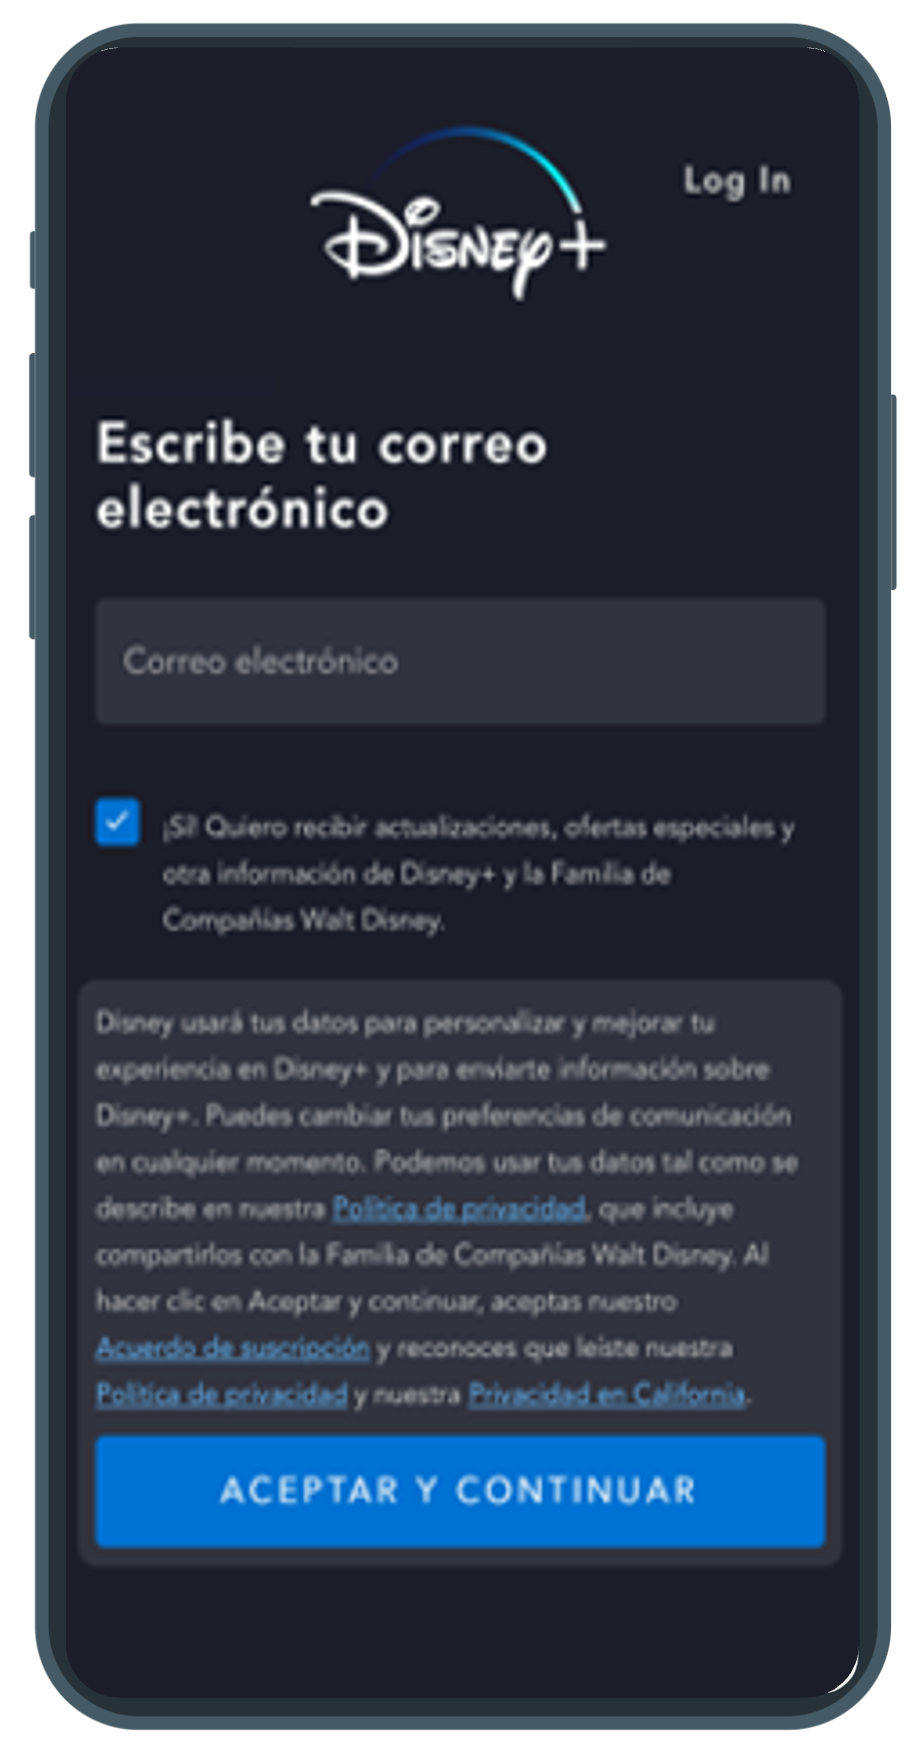 Disney+
Log In
Escribe tu correo
electrónico
Correo electrónico
¡Sí! Quiero recibir actualizaciones, ofertas especiales y
otra información de Disney+ y la Familia de
Compañías Walt Disney.
Disney usará tus datos para personalizar y mejorar tu
experiencia en Disney+ y para enviarte información sobre
Disney+. Puedes cambiar tus preferencias de comunicación
en cualquier momento. Podemos usar tus datos tal como se
describe en nuestra Política de privacidad, que incluye
compartirlos con la Familia de Compañías Walt Disney. Al
hacer clic en Aceptar y continuar, aceptas nuestro
Acuerdo de suscripción y reconoces que leíste nuestra
Política de privacidad y nuestra Privacidad en California.
ACEPTAR Y CONTINUAR